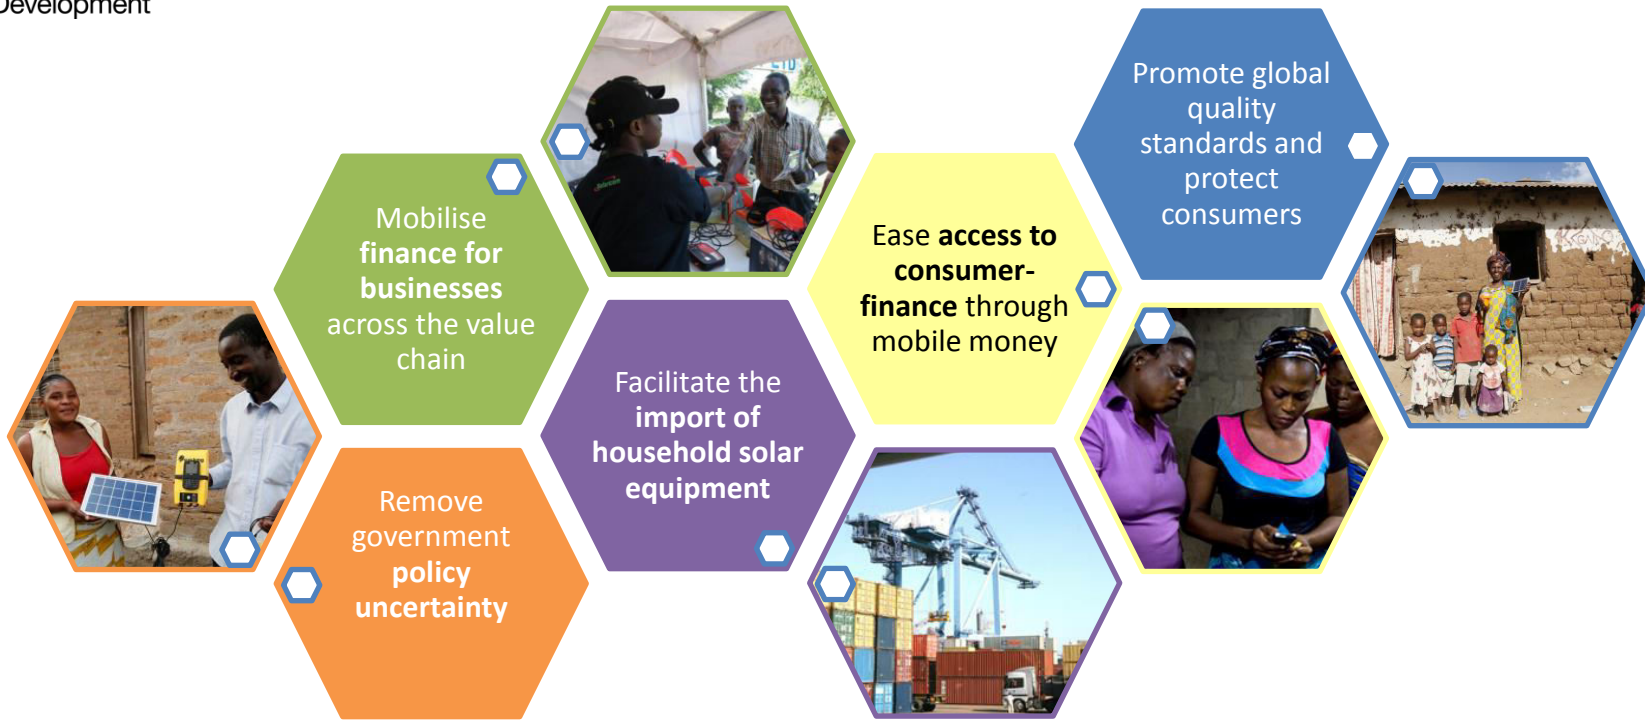 Development
Mobilise
finance for
businesses
across the value
chain
Remove
government
policy
uncertainty
Facilitate the
import of
household solar
equipment
Ease access to
consumer-
finance through
mobile money
Promote global
quality
standards and
protect
consumers